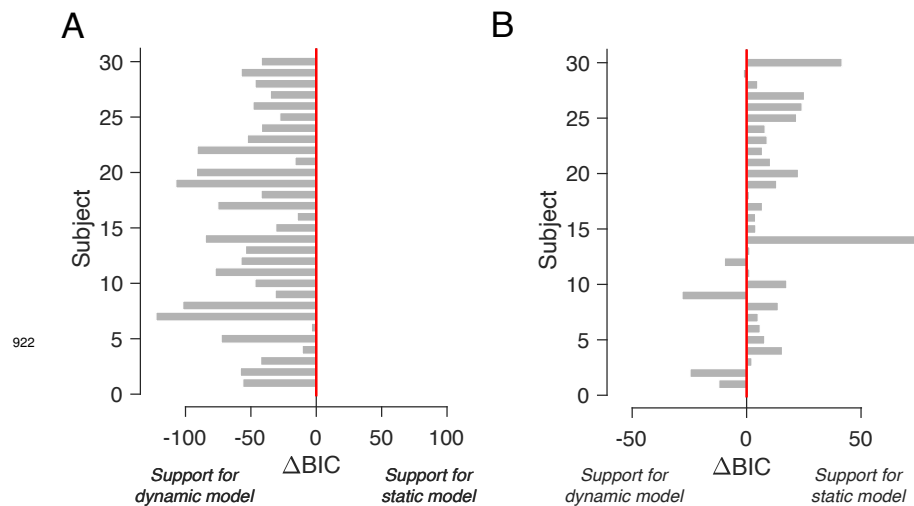 A
B
30
25
20
15
10
5
0
Subject
-100
-50
0
50
100
ΔBIC
Support for
dynamic model
Support for
static model
30
25
20
15
10
5
0
Subject
-50
0
50
ΔBIC
Support for
dynamic model
Support for
static model
922